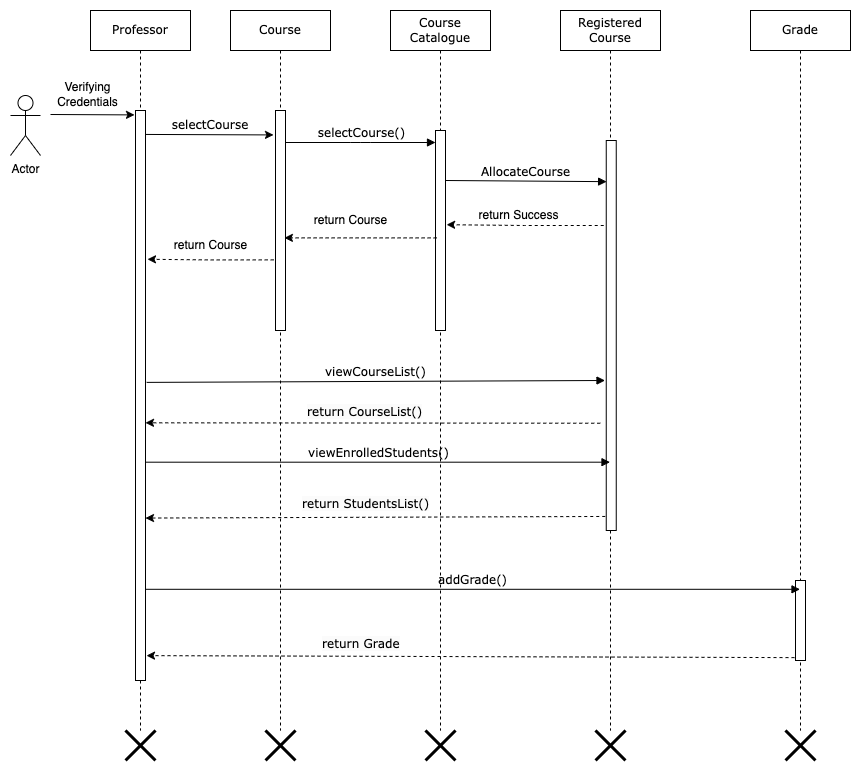 Professor
Course
Course
Catalogue
Registered
Course
Grade
Verifying
Credentials
Actor
selectCourse
selectCourse()
AllocateCourse
return Success
return Course
return Course
viewCourseList()
return CourseList()
viewEnrolledStudents()
return StudentsList()
addGrade()
return Grade